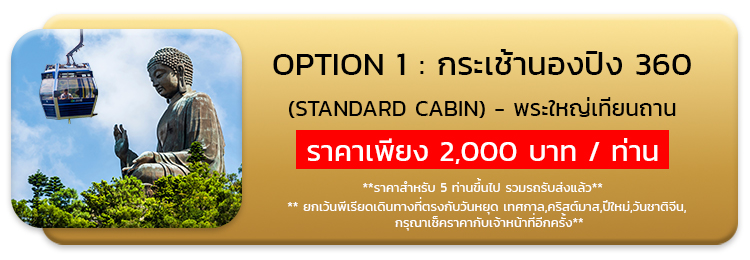 OPTION 1 : กระเช้านองปิง 360
(STANDARD CABIN) - พระใหญ่เทียนถาน
ราคาเพียง 2,000 บาท / ท่าน
**ราคาสำหรับ 5 ท่านขึ้นไป รวมรถรับส่งแล้ว**
** ยกเว้นพีเรียดเดินทางที่ตรงกับวันหยุด เทศกาล,คริสต์มาส,ปีใหม่,วันชาติจีน,
กรุณาเช็คราคากับเจ้าหน้าที่อีกครั้ง**